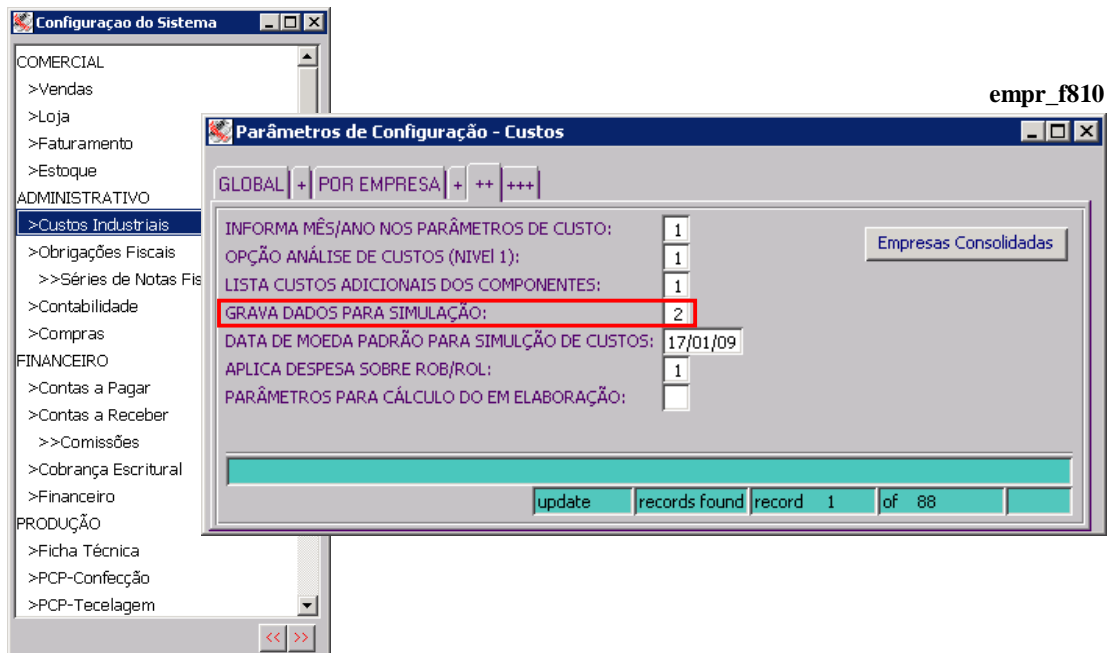 Configuraçao do Sistema
COMERCIAL
>Vendas
>Loja
>Faturamento
>Estoque
ADMINISTRATIVO
>Custos Industriais
>Obrigações Fiscais
>>Séries de Notas Fis
>Contabilidade
>Compras
FINANCEIRO
>Contas a Pagar
>Contas a Receber
>>Comissões
>Cobrança Escritural
>Financeiro
PRODUÇÃO
>Ficha Técnica
>PCP-Confecção
>PCP-Tecelagem
<< >>
empr_f810
Parâmetros de Configuração - Custos
GLOBAL + POR EMPRESA + ++ +++
INFORMA MÊS/ANO NOS PARÂMETROS DE CUSTO: 1
Empresas Consolidadas
OPÇÃO ANÁLISE DE CUSTOS (NIVEl 1): 1
LISTA CUSTOS ADICIONAIS DOS COMPONENTES: 1
GRAVA DADOS PARA SIMULAÇÃO: 2
DATA DE MOEDA PADRÃO PARA SIMULÇÃO DE CUSTOS: 17/01/09
APLICA DESPESA SOBRE ROB/ROL: 1
PARÂMETROS PARA CÁLCULO DO EM ELABORAÇÃO:
update records found record 1 of 88